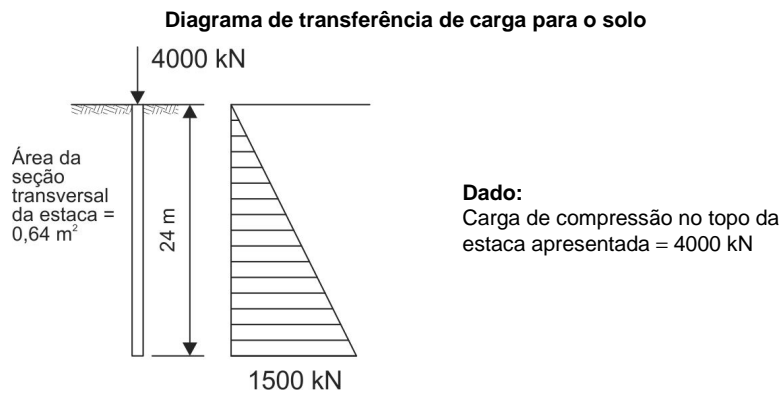 Diagrama de transferência de carga para o solo
4000 kN
Área da
seção
transversal
da estaca =
0,64 m²
24 m
1500 kN
Dado:
Carga de compressão no topo da
estaca apresentada = 4000 kN